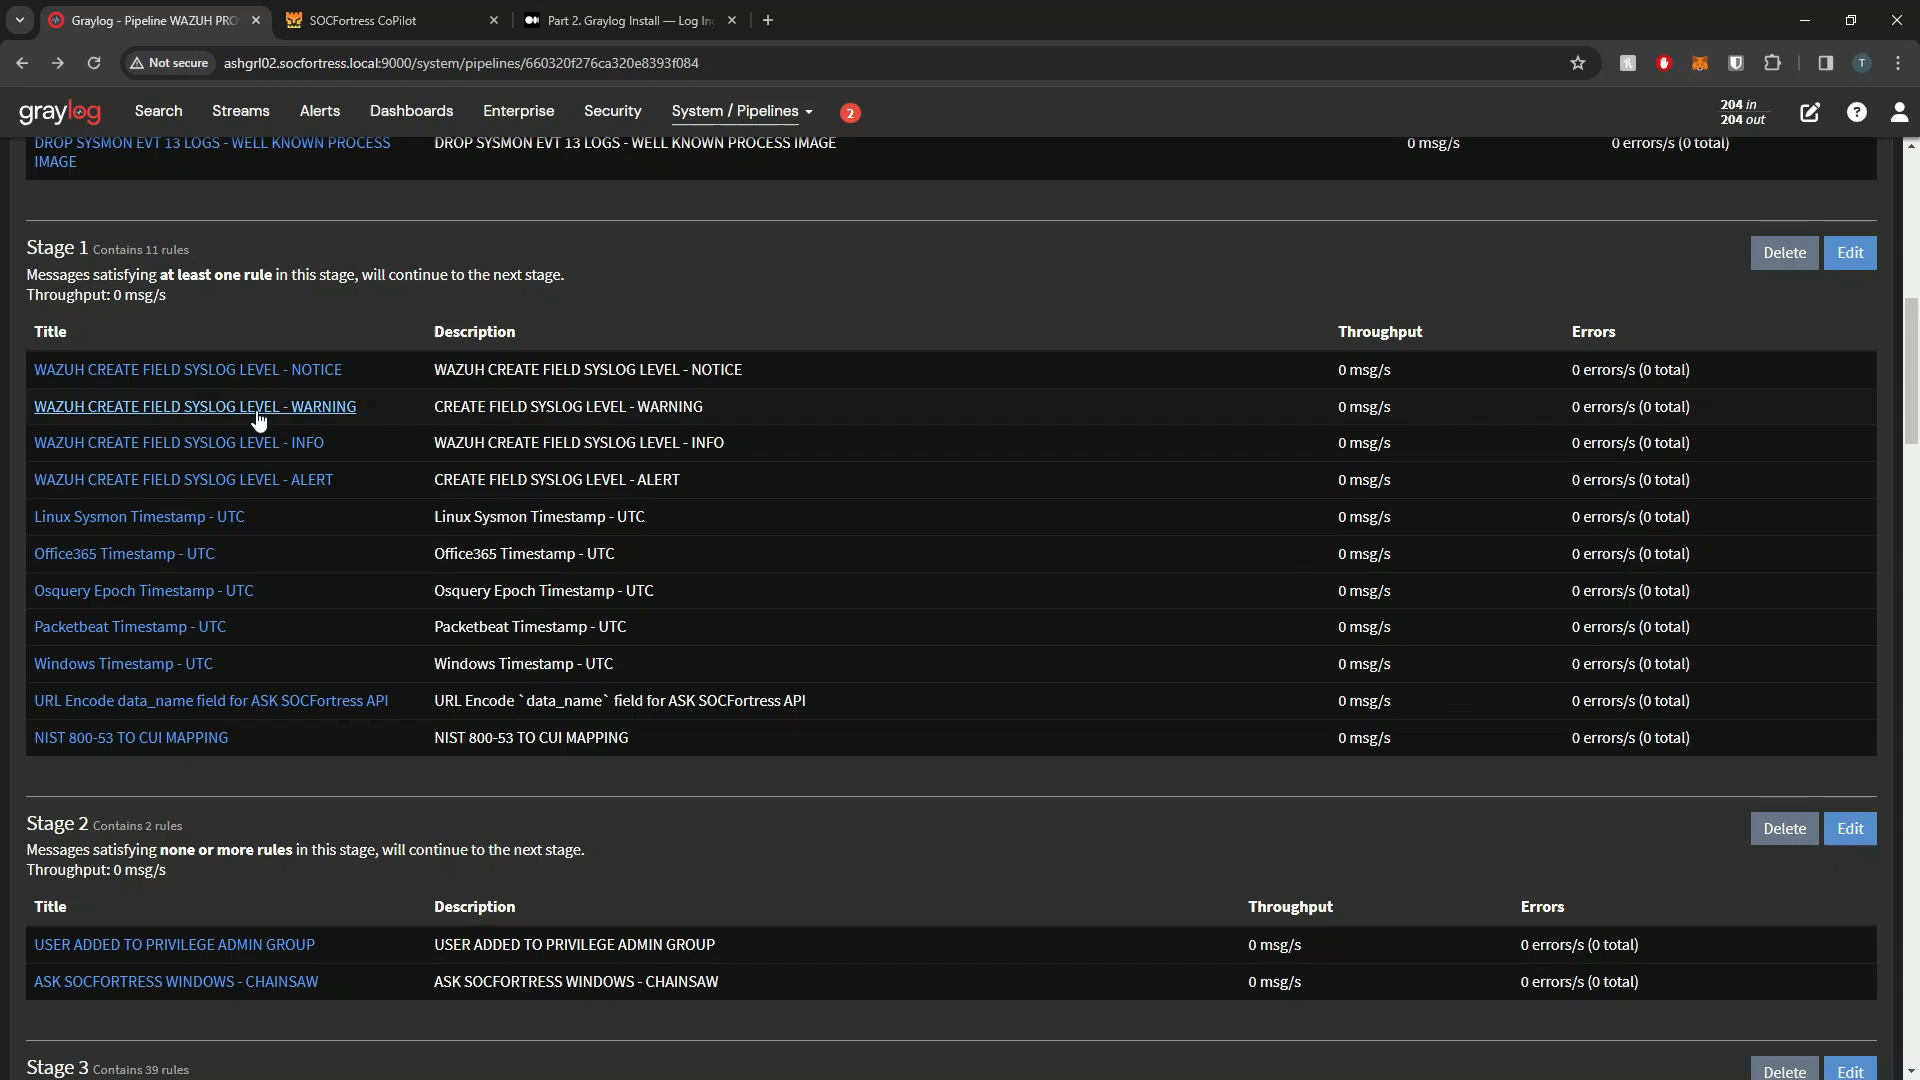 Graylog - Pipeline WAZUH PRO
SOCFortress CoPilot
Part 2. Graylog Install — Log In
Not secure
ashgrl02.socfortress.local:9000/system/pipelines/660320f276ca320e8393f084
T
graylog
Search
Streams
Alerts
Dashboards
Enterprise
Security
System / Pipelines
2
204 in
204 out
DROP SYSMON EVT 13 LOGS - WELL KNOWN PROCESS
IMAGE
DROP SYSMON EVT 13 LOGS - WELL KNOWN PROCESS IMAGE
0 msg/s
0 errors/s (0 total)
Stage 1 Contains 11 rules
Delete
Edit
Messages satisfying at least one rule in this stage, will continue to the next stage.
Throughput: 0 msg/s
Title Description Throughput Errors
WAZUH CREATE FIELD SYSLOG LEVEL - NOTICE WAZUH CREATE FIELD SYSLOG LEVEL - NOTICE 0 msg/s 0 errors/s (0 total)
WAZUH CREATE FIELD SYSLOG LEVEL - WARNING CREATE FIELD SYSLOG LEVEL - WARNING 0 msg/s 0 errors/s (0 total)
WAZUH CREATE FIELD SYSLOG LEVEL - INFO WAZUH CREATE FIELD SYSLOG LEVEL - INFO 0 msg/s 0 errors/s (0 total)
WAZUH CREATE FIELD SYSLOG LEVEL - ALERT CREATE FIELD SYSLOG LEVEL - ALERT 0 msg/s 0 errors/s (0 total)
Linux Sysmon Timestamp - UTC Linux Sysmon Timestamp - UTC 0 msg/s 0 errors/s (0 total)
Office365 Timestamp - UTC Office365 Timestamp - UTC 0 msg/s 0 errors/s (0 total)
Osquery Epoch Timestamp - UTC Osquery Epoch Timestamp - UTC 0 msg/s 0 errors/s (0 total)
Packetbeat Timestamp - UTC Packetbeat Timestamp - UTC 0 msg/s 0 errors/s (0 total)
Windows Timestamp - UTC Windows Timestamp - UTC 0 msg/s 0 errors/s (0 total)
URL Encode data_name field for ASK SOCFortress API URL Encode `data_name` field for ASK SOCFortress API 0 msg/s 0 errors/s (0 total)
NIST 800-53 TO CUI MAPPING NIST 800-53 TO CUI MAPPING 0 msg/s 0 errors/s (0 total)
Stage 2 Contains 2 rules
Delete
Edit
Messages satisfying none or more rules in this stage, will continue to the next stage.
Throughput: 0 msg/s
Title Description Throughput Errors
USER ADDED TO PRIVILEGE ADMIN GROUP USER ADDED TO PRIVILEGE ADMIN GROUP 0 msg/s 0 errors/s (0 total)
ASK SOCFORTRESS WINDOWS - CHAINSAW ASK SOCFORTRESS WINDOWS - CHAINSAW 0 msg/s 0 errors/s (0 total)
Stage 3 Contains 39 rules
Delete
Edit